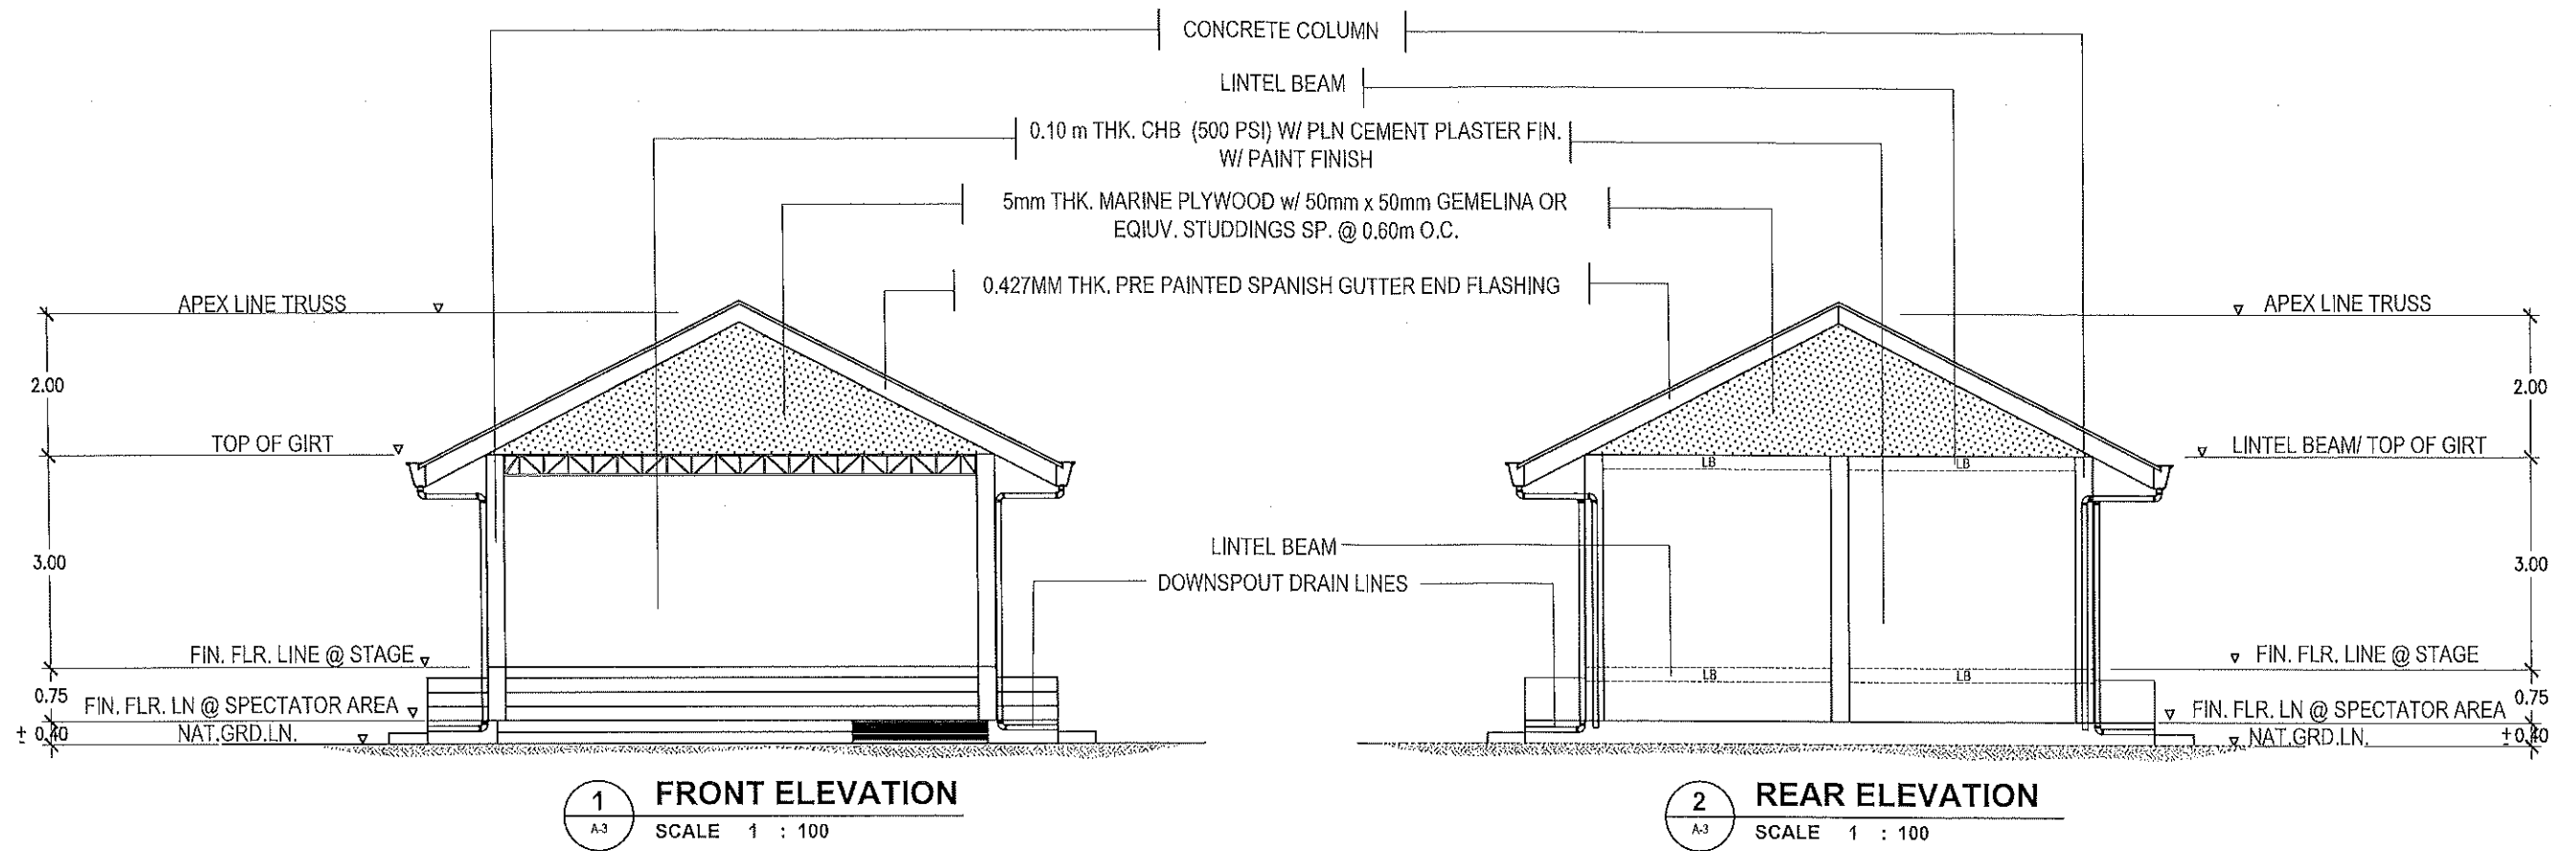 CONCRETE COLUMN
LINTEL BEAM
0.10 m THK. CHB (500 PSI) W/ PLN CEMENT PLASTER FIN.
W/ PAINT FINISH
5mm THK. MARINE PLYWOOD w/ 50mm x 50mm GEMELINA OR
EQIUV. STUDDINGS SP. @ 0.60m O.C.
0.427MM THK. PRE PAINTED SPANISH GUTTER END FLASHING
APEX LINE TRUSS
2.00
TOP OF GIRT
3.00
FIN. FLR. LINE @ STAGE
0.75
FIN. FLR. LN @ SPECTATOR AREA
± 0.40
NAT.GRD.LN.
LINTEL BEAM
DOWNSPOUT DRAIN LINES
APEX LINE TRUSS
2.00
LINTEL BEAM/ TOP OF GIRT
LB
LB
3.00
FIN. FLR. LINE @ STAGE
LB
LB
0.75
FIN. FLR. LN @ SPECTATOR AREA
NAT.GRD.LN.
±0.40
1
A-3
FRONT ELEVATION
SCALE 1 : 100
2
A-3
REAR ELEVATION
SCALE 1 : 100